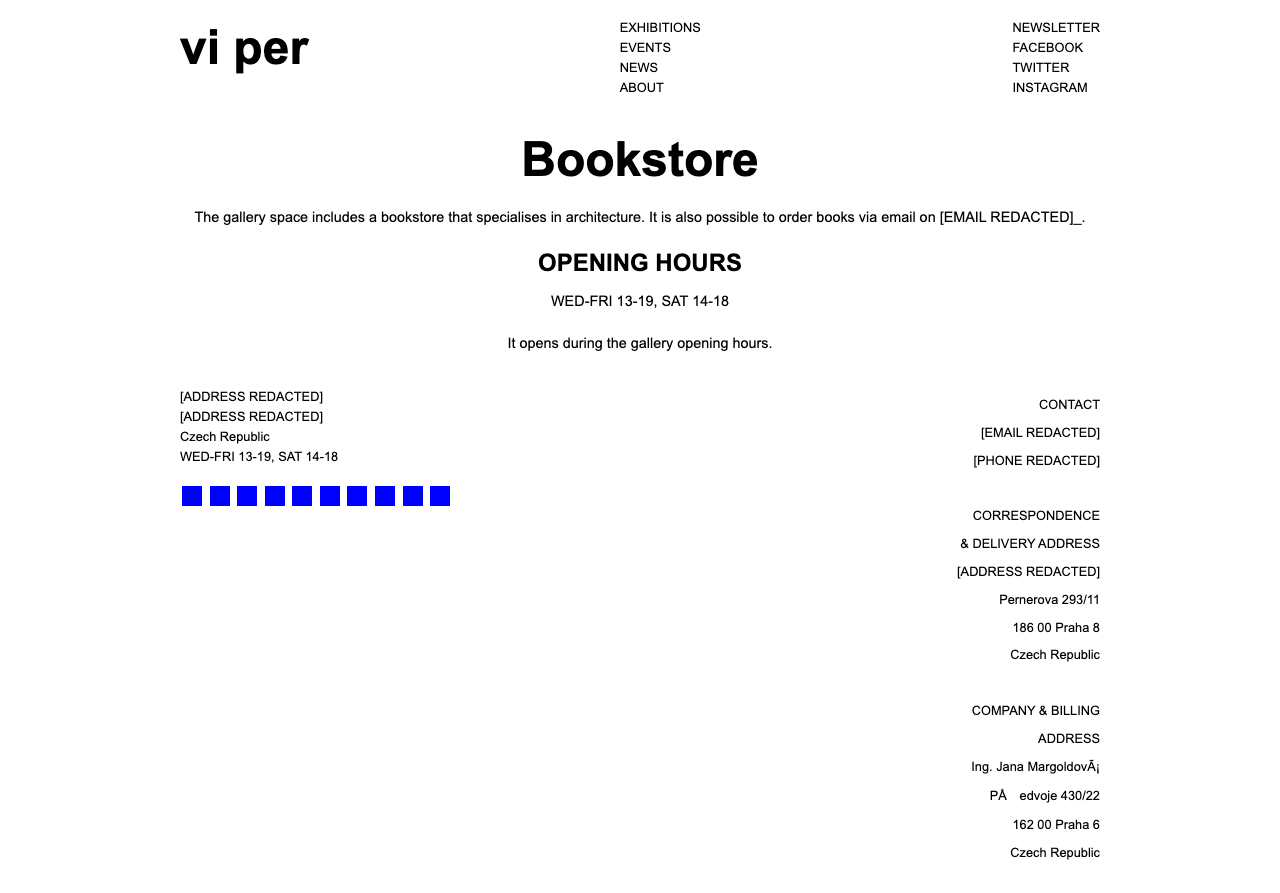 vi per
EXHIBITIONS
EVENTS
NEWS
ABOUT
NEWSLETTER
FACEBOOK
TWITTER
INSTAGRAM
Bookstore
The gallery space includes a bookstore that specialises in architecture. It is also possible to order books via email on [EMAIL REDACTED]_.
OPENING HOURS
WED-FRI 13-19, SAT 14-18
It opens during the gallery opening hours.
[ADDRESS REDACTED]
[ADDRESS REDACTED]
Czech Republic
WED-FRI 13-19, SAT 14-18
CONTACT
[EMAIL REDACTED]
[PHONE REDACTED]
CORRESPONDENCE
& DELIVERY ADDRESS
[ADDRESS REDACTED]
Pernerova 293/11
186 00 Praha 8
Czech Republic
COMPANY & BILLING
ADDRESS
Ing. Jana MargoldovÃ¡
PÅ edvoje 430/22
162 00 Praha 6
Czech Republic